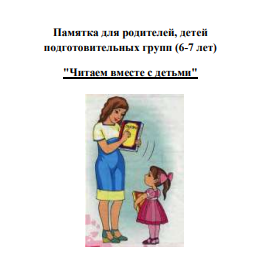 Памятка для родителей, детей
подготовительных групп (6-7 лет)
"Читаем вместе с детьми"